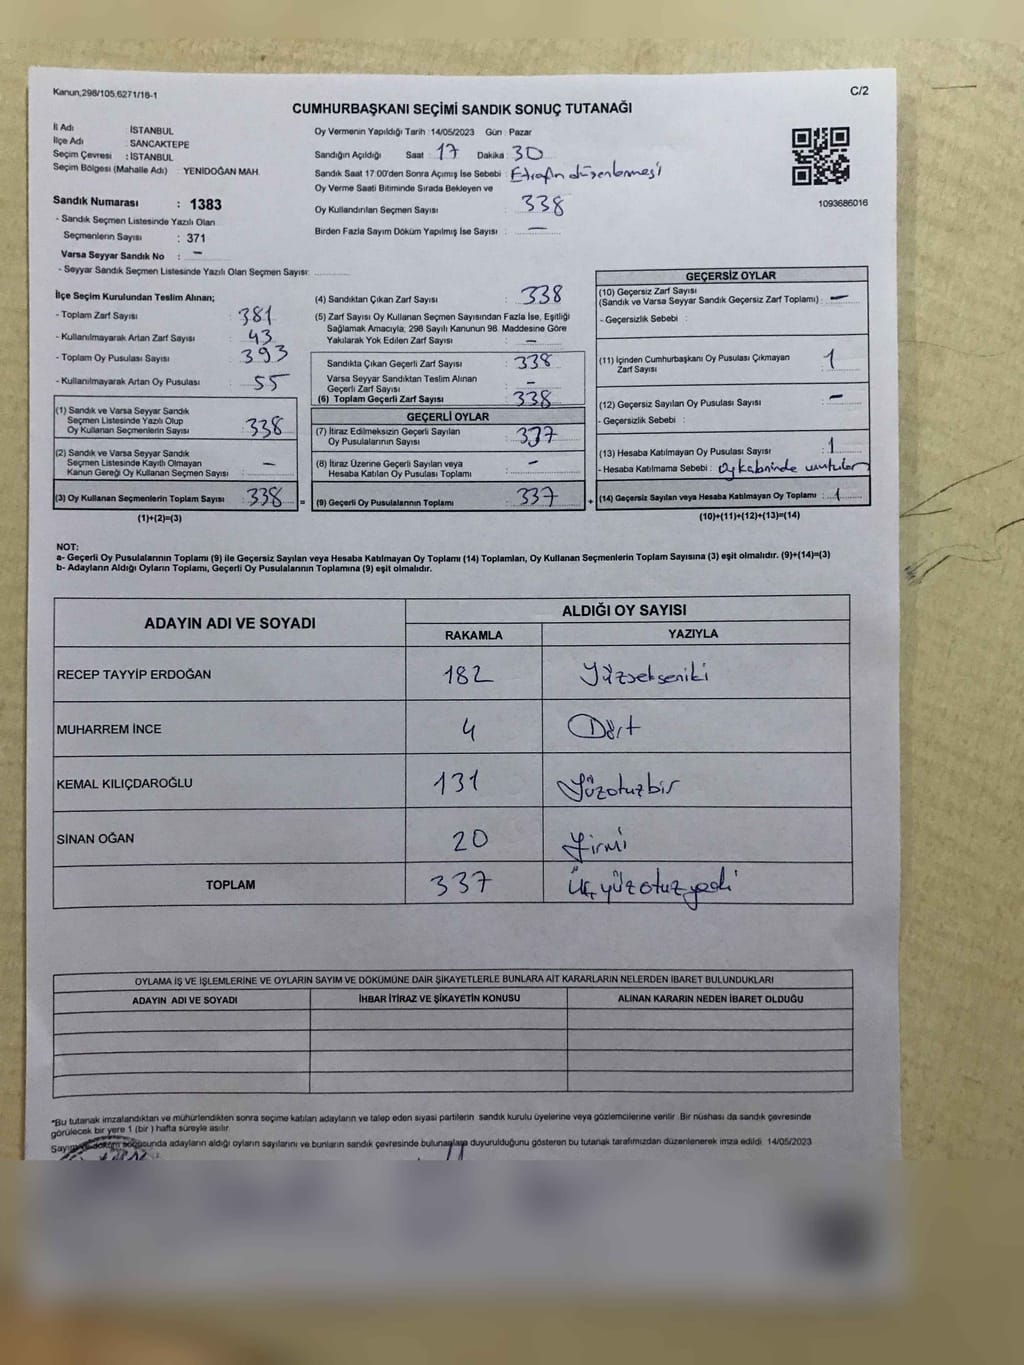 Kanun,298/105,6271/16-1
C/2
CUMHURBAŞKANI SEÇİMİ SANDIK SONUÇ TUTANAĞI
İl Adı : İSTANBUL
İlçe Adı : SANCAKTEPE
Seçim Çevresi : İSTANBUL
Seçim Bölgesi (Mahalle Adı) : YENİDOĞAN MAH.
Sandık Numarası : 1383
- Sandık Seçmen Listesinde Yazılı Olan
Seçmenlerin Sayısı : 371
Varsa Seyyar Sandık No : -
- Seyyar Sandık Seçmen Listesinde Yazılı Olan Seçmen Sayısı: ............
Oy Vermenin Yapıldığı Tarih : 14/05/2023 Gün : Pazar
Sandığın Açıldığı Saat : 17 Dakika : 30
Sandık Saat 17:00'den Sonra Açımış İse Sebebi : Etrafın düzenlenmesi
Oy Verme Saati Bitiminde Sırada Bekleyen ve
Oy Kullandırılan Seçmen Sayısı : 338
Birden Fazla Sayım Döküm Yapılmış İse Sayısı : -
1093686016
İlçe Seçim Kurulundan Teslim Alınan;
- Toplam Zarf Sayısı : 381
- Kullanılmayarak Artan Zarf Sayısı : 43
- Toplam Oy Pusulası Sayısı : 393
- Kullanılmayarak Artan Oy Pusulası : 55
(1) Sandık ve Varsa Seyyar Sandık
Seçmen Listesinde Yazılı Olup
Oy Kullanan Seçmenlerin Sayısı : 338
(2) Sandık ve Varsa Seyyar Sandık
Seçmen Listesinde Kayıtlı Olmayan
Kanun Gereği Oy Kullanan Seçmen Sayısı : -
(3) Oy Kullanan Seçmenlerin Toplam Sayısı : 338 =
(1)+(2)=(3)
(4) Sandıktan Çıkan Zarf Sayısı : 338
(5) Zarf Sayısı Oy Kullanan Seçmen Sayısından Fazla İse, Eşitliği
Sağlamak Amacıyla, 298 Sayılı Kanunun 98. Maddesine Göre
Yakılarak Yok Edilen Zarf Sayısı : -
Sandıkta Çıkan Geçerli Zarf Sayısı : 338
Varsa Seyyar Sandıktan Teslim Alınan
Geçerli Zarf Sayısı : -
(6) Toplam Geçerli Zarf Sayısı : 338
GEÇERLİ OYLAR
(7) İtiraz Edilmeksizin Geçerli Sayılan
Oy Pusulalarının Sayısı : 337
(8) İtiraz Üzerine Geçerli Sayılan veya
Hesaba Katılan Oy Pusulası Toplamı : -
(9) Geçerli Oy Pusulalarının Toplamı : 337 +
GEÇERSİZ OYLAR
(10) Geçersiz Zarf Sayısı
(Sandık ve Varsa Seyyar Sandık Geçersiz Zarf Toplamı) : -
- Geçersizlik Sebebi :
(11) İçinden Cumhurbaşkanı Oy Pusulası Çıkmayan
Zarf Sayısı : 1
(12) Geçersiz Sayılan Oy Pusulası Sayısı : -
- Geçersizlik Sebebi :
(13) Hesaba Katılmayan Oy Pusulası Sayısı : 1
- Hesaba Katılmama Sebebi : Oy kabninde unutulan
(14) Geçersiz Sayılan veya Hesaba Katılmayan Oy Toplamı : 1
(10)+(11)+(12)+(13)=(14)
NOT:
a- Geçerli Oy Pusulalarının Toplamı (9) ile Geçersiz Sayılan veya Hesaba Katılmayan Oy Toplamı (14) Toplamları, Oy Kullanan Seçmenlerin Toplam Sayısına (3) eşit olmalıdır. (9)+(14)=(3)
b- Adayların Aldığı Oyların Toplamı, Geçerli Oy Pusulalarının Toplamına (9) eşit olmalıdır.
ADAYIN ADI VE SOYADI ALDIĞI OY SAYISI
RAKAMLA YAZIYLA
RECEP TAYYİP ERDOĞAN 182 Yüzsekseniki
MUHARREM İNCE 4 Dört
KEMAL KILIÇDAROĞLU 131 Yüzotuzbir
SİNAN OĞAN 20 Yirmi
TOPLAM 337 Üçyüzotuzyedi
OYLAMA İŞ VE İŞLEMLERİNE VE OYLARIN SAYIM VE DÖKÜMÜNE DAİR ŞİKAYETLERLE BUNLARA AİT KARARLARIN NELERDEN İBARET BULUNDUKLARI
ADAYIN ADI VE SOYADI İHBAR İTİRAZ VE ŞİKAYETİN KONUSU ALINAN KARARIN NEDEN İBARET OLDUĞU
*Bu tutanak imzalandıktan ve mühürlendikten sonra seçime katılan adayların ve talep eden siyasi partilerin sandık kurulu üyelerine veya gözlemcilerine verilir. Bir nüshası da sandık çevresinde
görülecek bir yere 1 (bir ) hafta süreyle asılır.
Sayım ve döküm sonucunda adayların aldığı oyların sayılarını ve bunların sandık çevresinde bulunanlara duyurulduğunu gösteren bu tutanak tarafımızdan düzenlenerek imza edildi. 14/05/2023